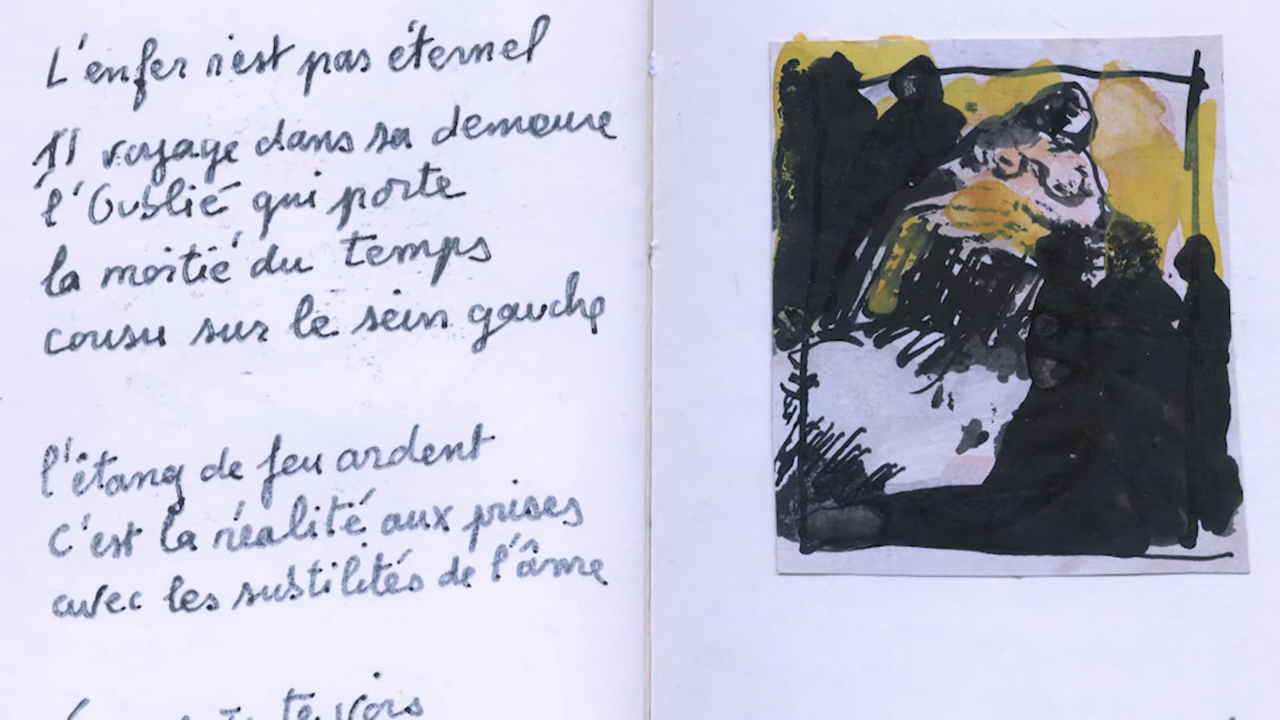 L'enfer n'est pas éternel
Il voyage dans sa demeure
l'Oublié qui porte
la moitié du temps
cousu sur le sein gauche
l'étang de feu ardent
C'est la réalité aux prises
avec les subtilités de l'âme